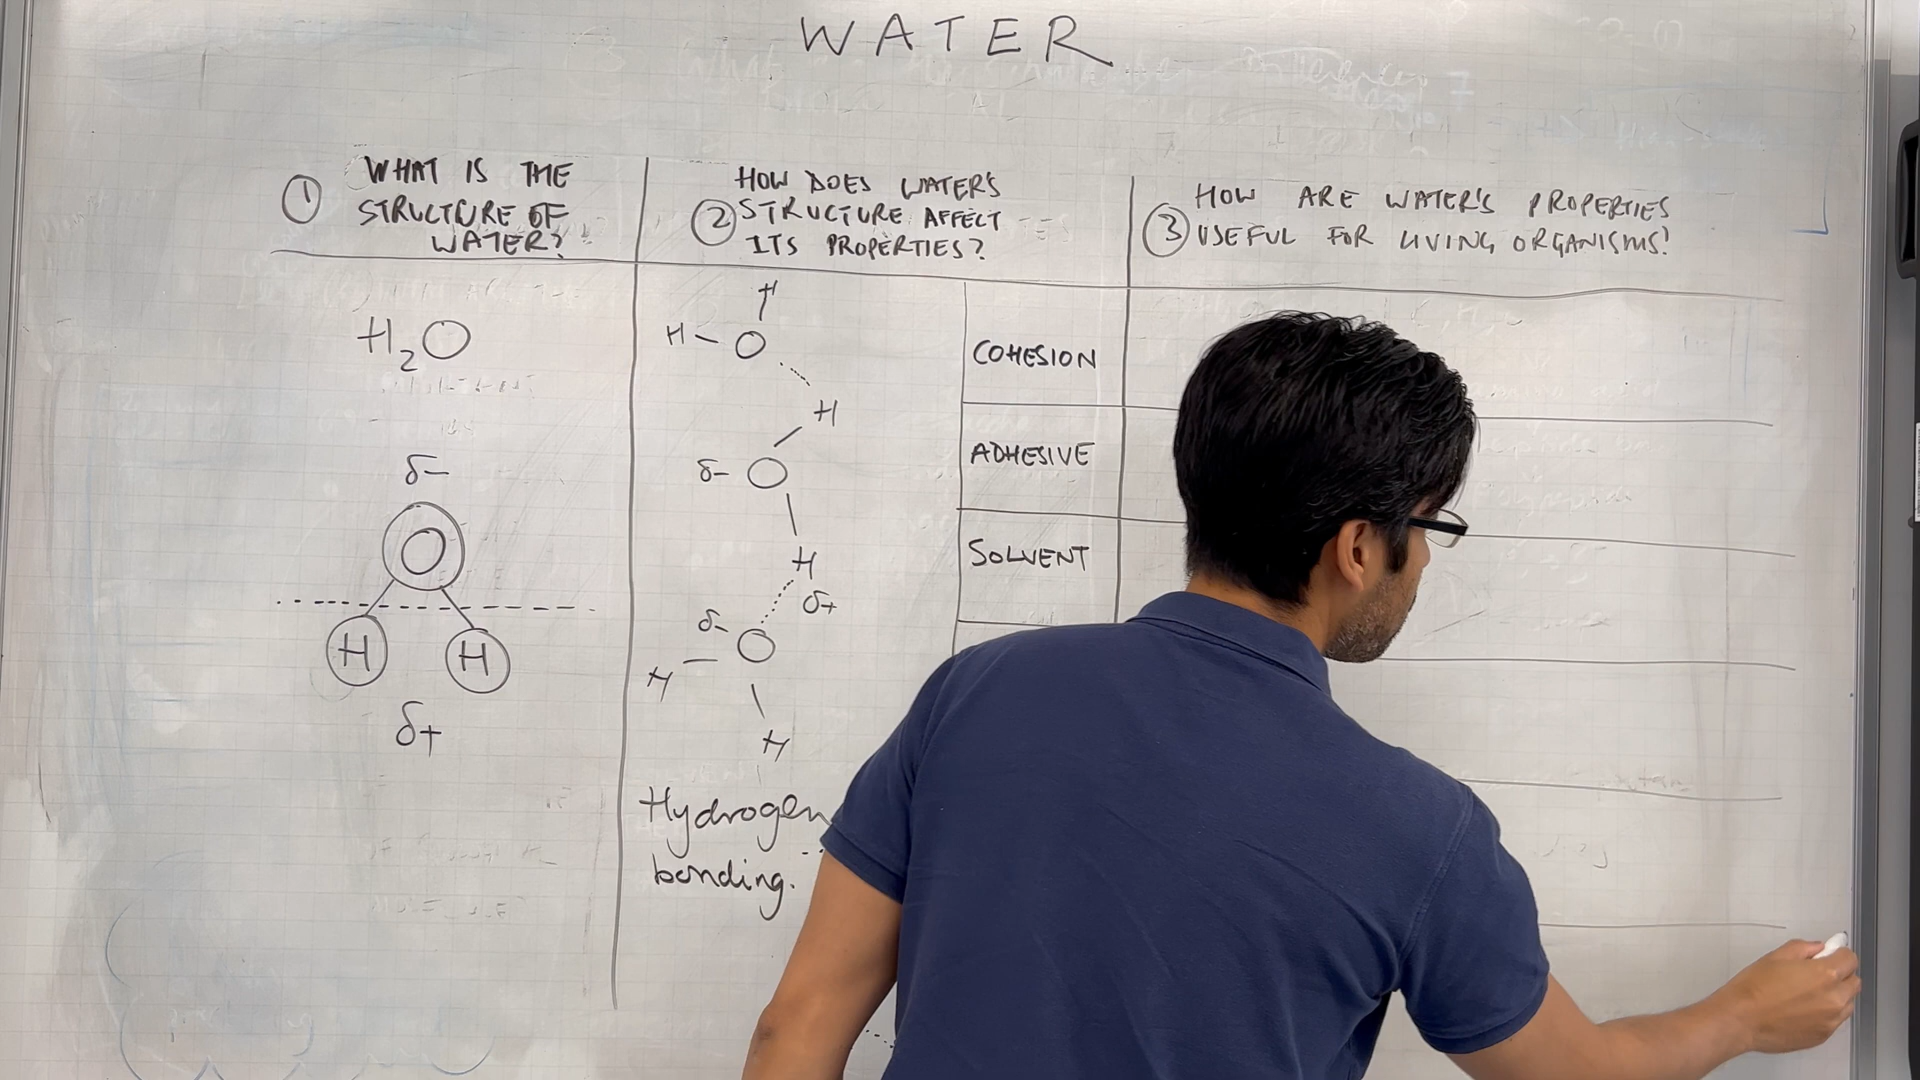 WATER
① WHAT IS THE
STRUCTURE OF
WATER?
H₂O
δ-
O
H H
δ+
② HOW DOES WATER'S
STRUCTURE AFFECT
ITS PROPERTIES?
H
H - O
H
δ- O
H
δ+
δ- O
H
H
Hydrogen
bonding.
COHESION
ADHESIVE
SOLVENT
③ HOW ARE WATER'S PROPERTIES
USEFUL FOR LIVING ORGANISMS?